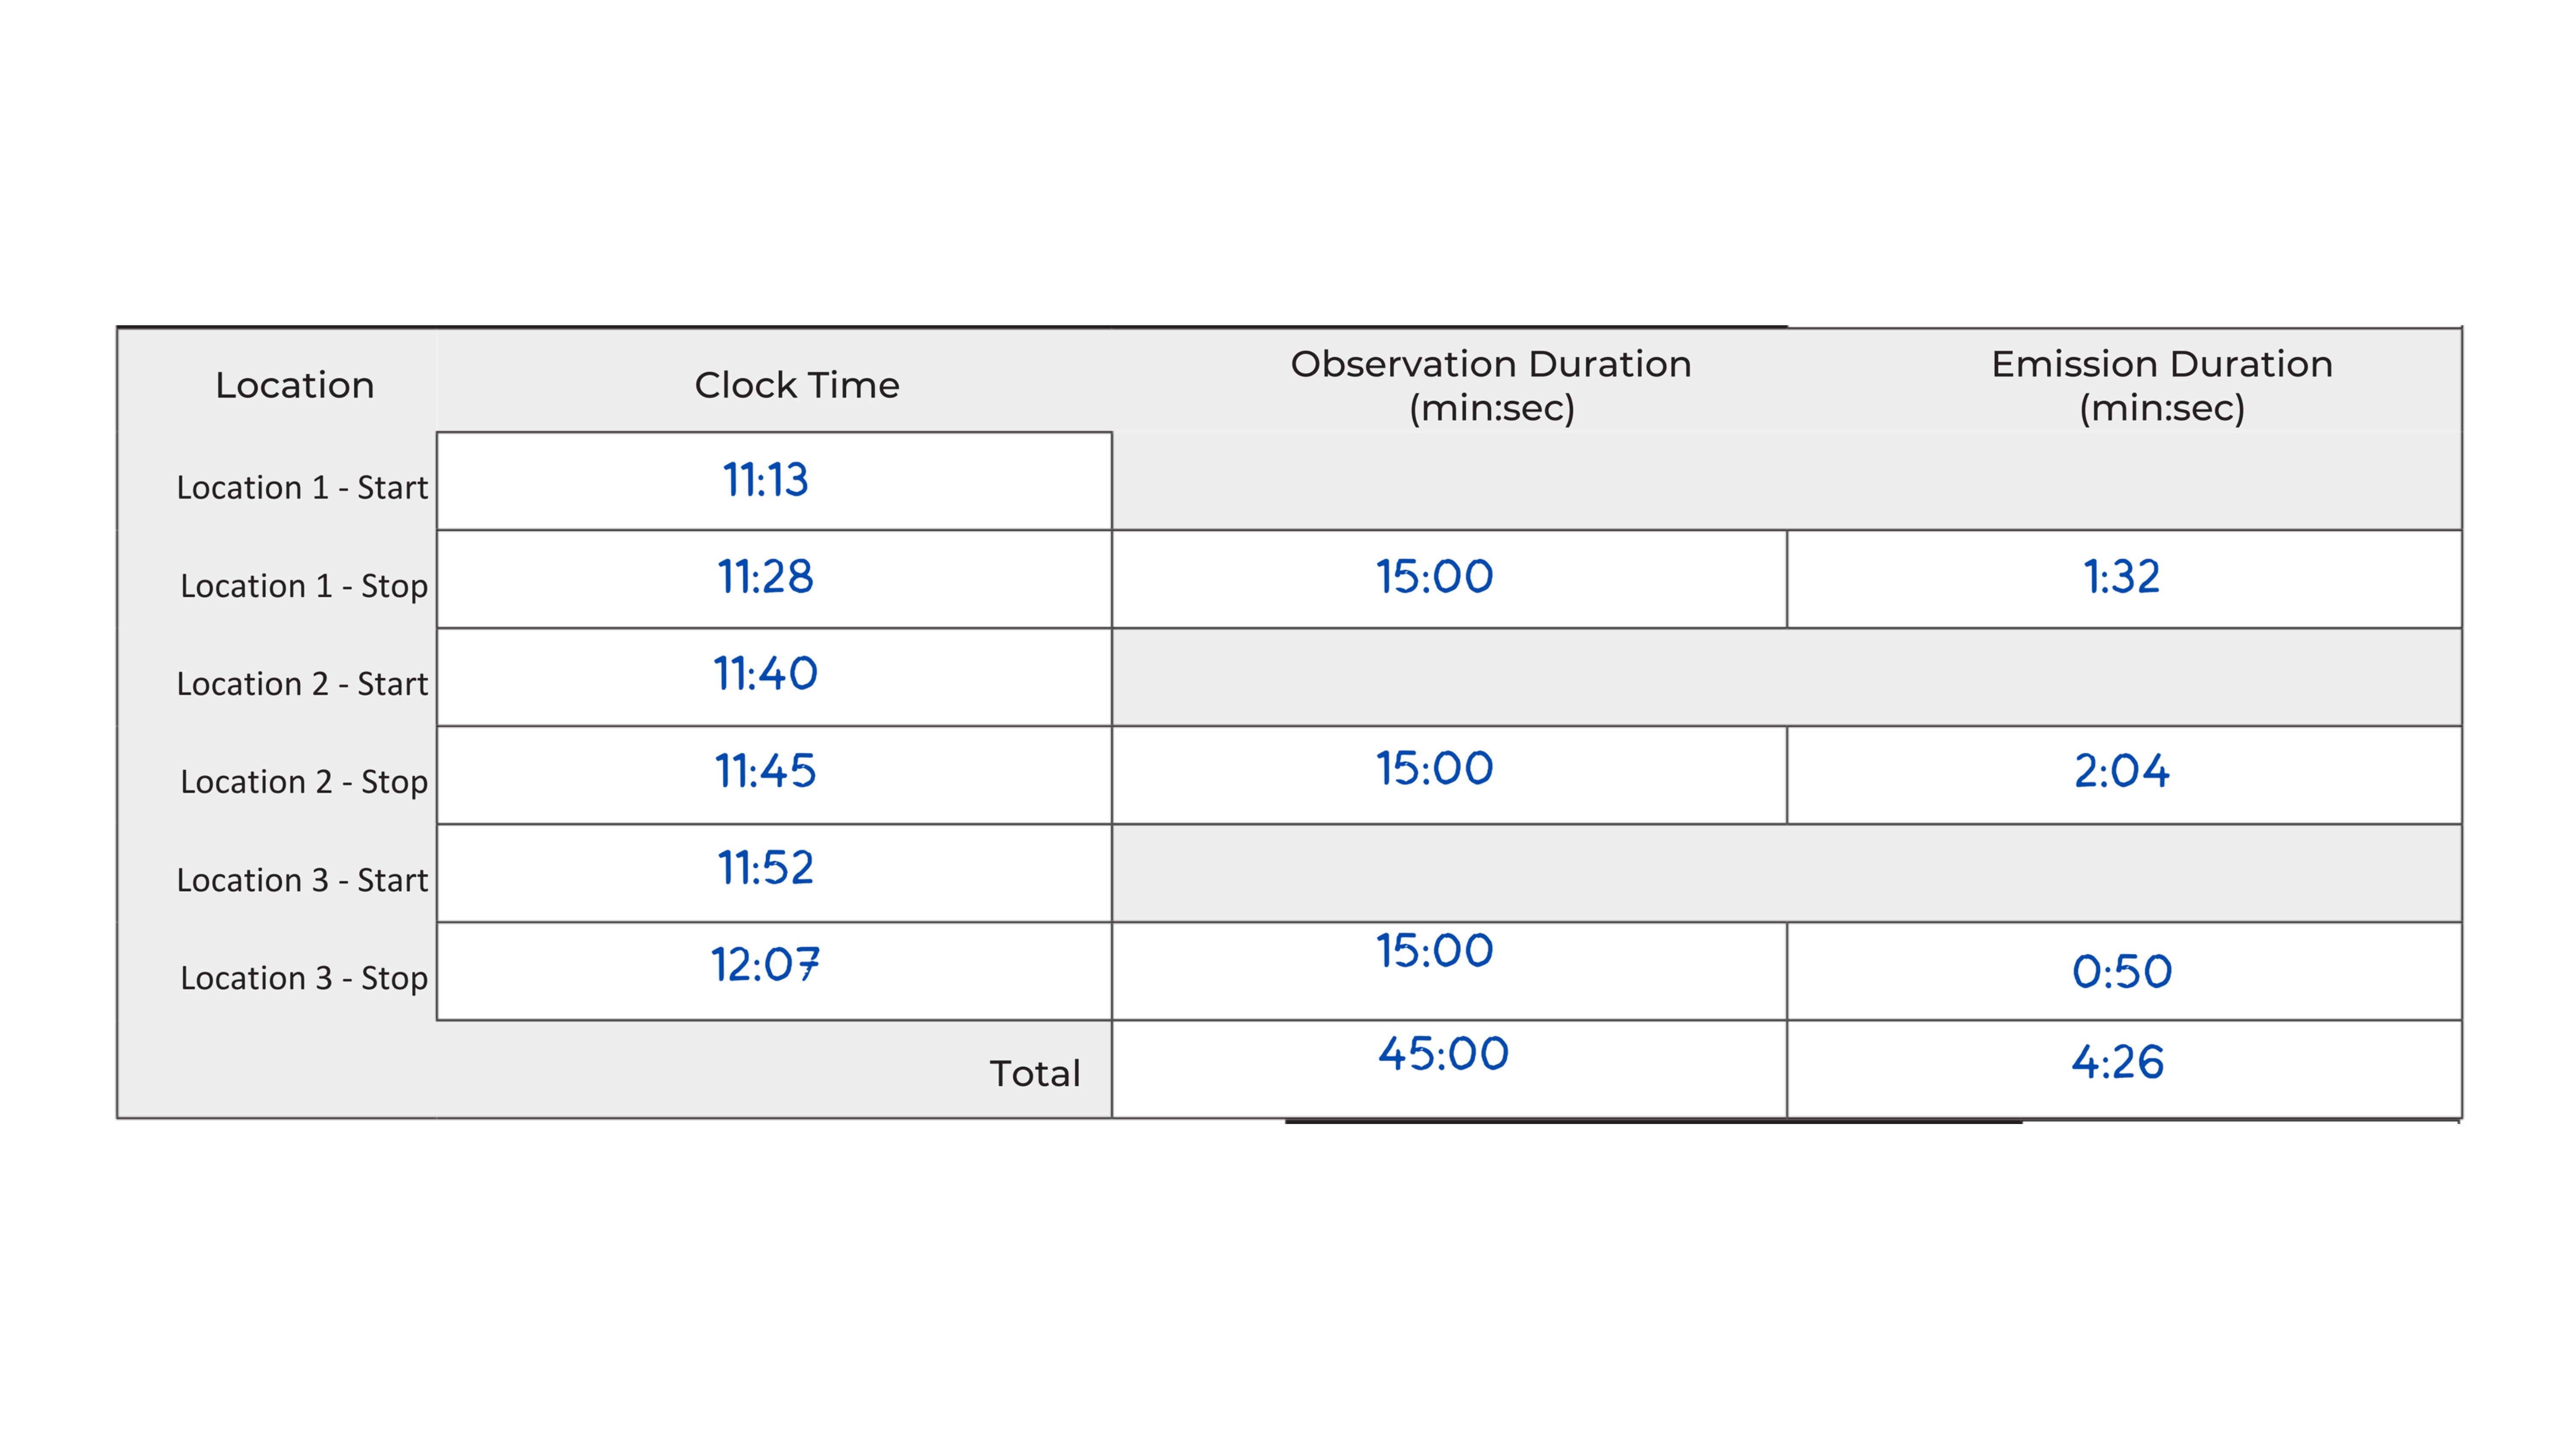 Location Clock Time Observation Duration (min:sec) Emission Duration (min:sec)
Location 1 - Start 11:13
Location 1 - Stop 11:28 15:00 1:32
Location 2 - Start 11:40
Location 2 - Stop 11:45 15:00 2:04
Location 3 - Start 11:52
Location 3 - Stop 12:07 15:00 0:50
Total 45:00 4:26